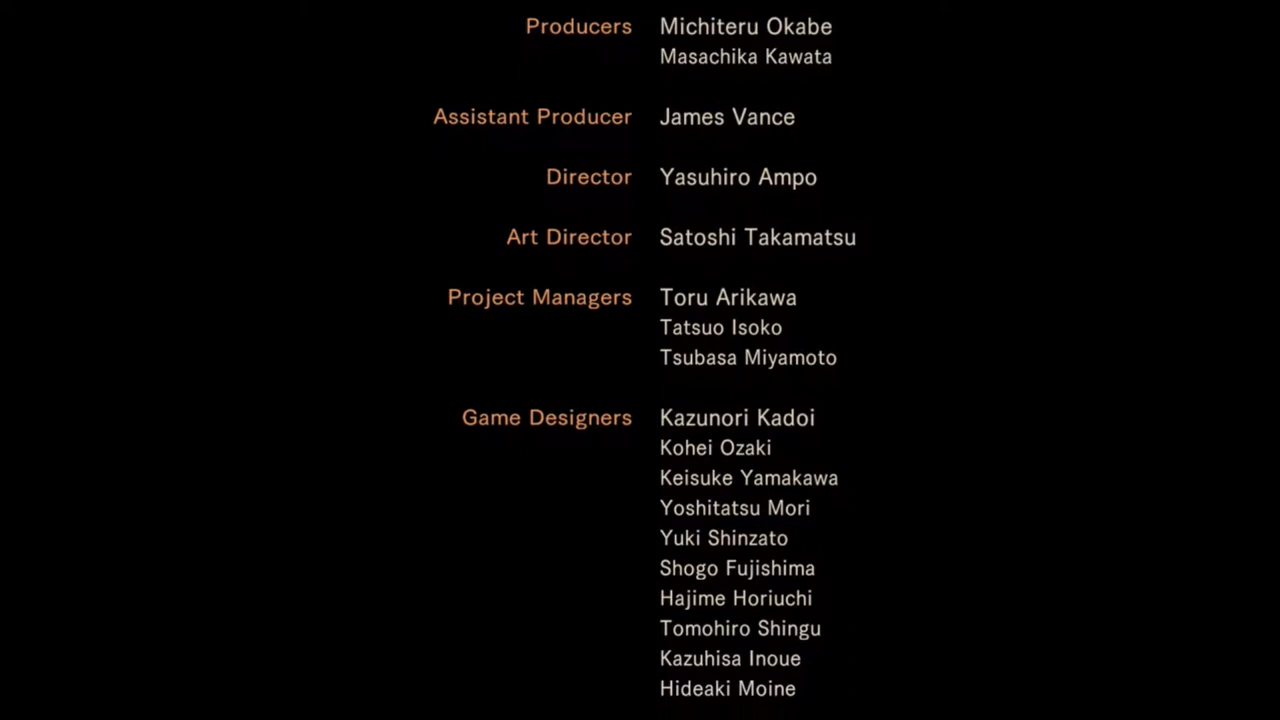 Producers Michiteru Okabe
Masachika Kawata
Assistant Producer James Vance
Director Yasuhiro Ampo
Art Director Satoshi Takamatsu
Project Managers Toru Arikawa
Tatsuo Isoko
Tsubasa Miyamoto
Game Designers Kazunori Kadoi
Kohei Ozaki
Keisuke Yamakawa
Yoshitatsu Mori
Yuki Shinzato
Shogo Fujishima
Hajime Horiuchi
Tomohiro Shingu
Kazuhisa Inoue
Hideaki Moine